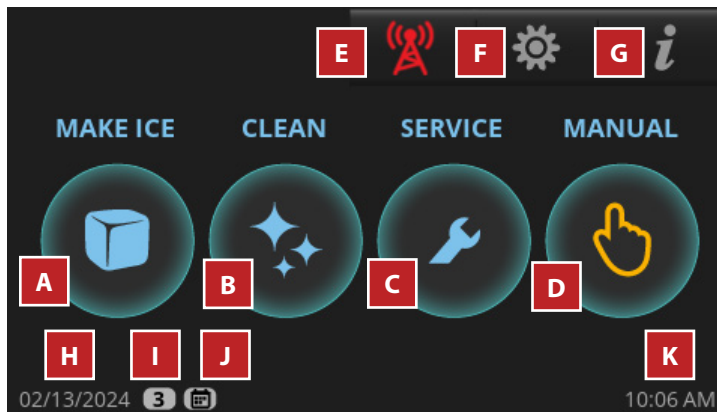 E F G i
MAKE ICE CLEAN SERVICE MANUAL
A B C D
H I J K
02/13/2024 3 10:06 AM